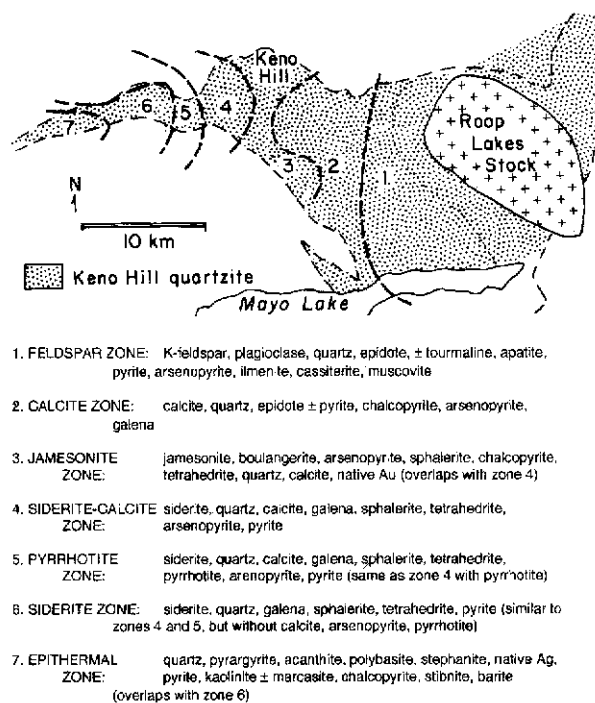 Keno
Hill
6
5
4
7
3
2
1
Roop
Lakes
Stock
N
10 km
Keno Hill quartzite
Mayo Lake
1. FELDSPAR ZONE: K-feldspar, plagioclase, quartz, epidote, ± tourmaline, apatite,
pyrite, arsenopyrite, ilmenite, cassiterite, muscovite
2. CALCITE ZONE: calcite, quartz, epidote ± pyrite, chalcopyrite, arsenopyrite,
galena
3. JAMESONITE jamesonite, boulangerite, arsenopyrite, sphalerite, chalcopyrite,
ZONE: tetrahedrite, quartz, calcite, native Au (overlaps with zone 4)
4. SIDERITE-CALCITE siderite, quartz, calcite, galena, sphalerite, tetrahedrite,
ZONE: arsenopyrite, pyrite
5. PYRRHOTITE siderite, quartz, calcite, galena, sphalerite, tetrahedrite,
ZONE: pyrrhotite, arenopyrite, pyrite (same as zone 4 with pyrrhotite)
6. SIDERITE ZONE: siderite, quartz, galena, sphalerite, tetrahedrite, pyrite (similar to
zones 4 and 5, but without calcite, arsenopyrite, pyrrhotite)
7. EPITHERMAL quartz, pyrargyrite, acanthite, polybasite, stephanite, native Ag,
ZONE: pyrite, kaolinite ± marcasite, chalcopyrite, stibnite, barite
(overlaps with zone 6)